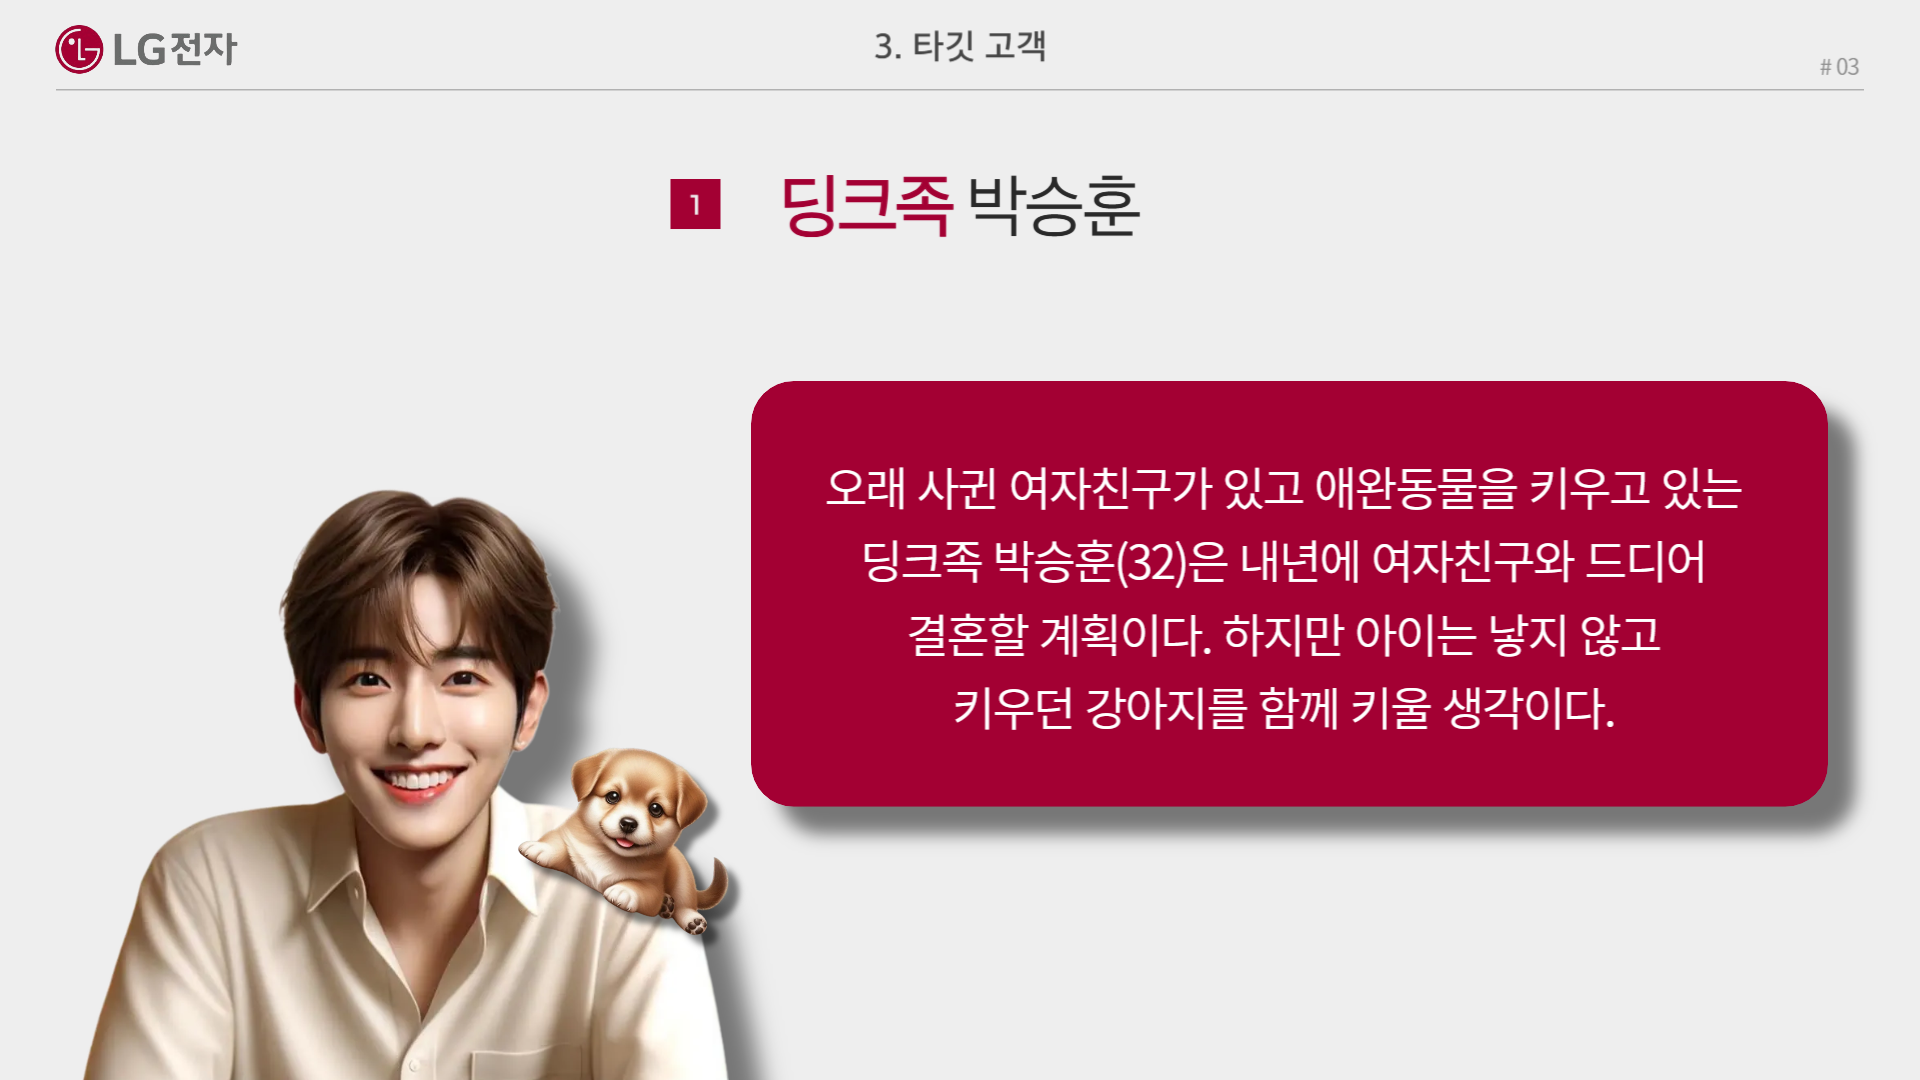 LG전자
3. 타깃 고객
# 03
1
딩크족 박승훈
오래 사귄 여자친구가 있고 애완동물을 키우고 있는
딩크족 박승훈(32)은 내년에 여자친구와 드디어
결혼할 계획이다. 하지만 아이는 낳지 않고
키우던 강아지를 함께 키울 생각이다.